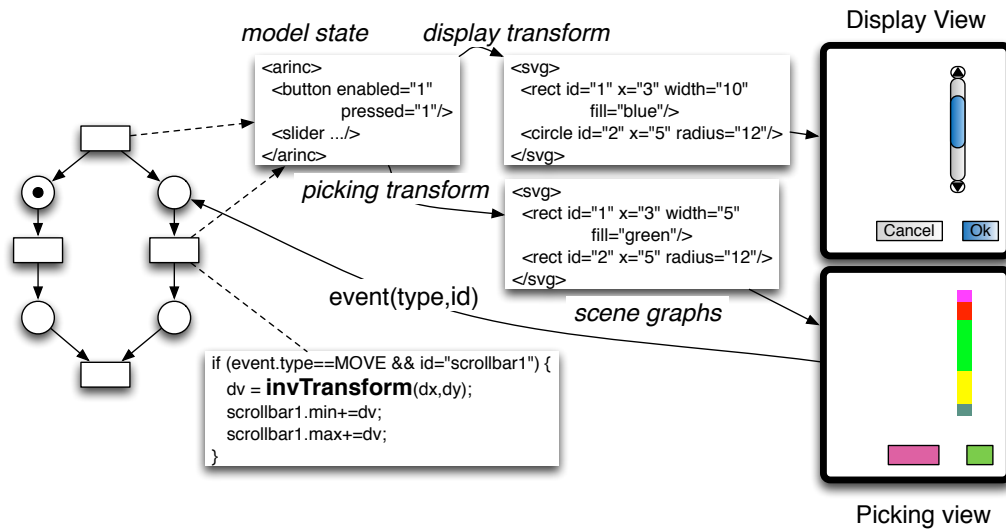 model state
display transform
Display View
<arinc>
<button enabled="1"
pressed="1"/>
<slider .../>
</arinc>
<svg>
<rect id="1" x="3" width="10"
fill="blue"/>
<circle id="2" x="5" radius="12"/>
</svg>
picking transform
<svg>
<rect id="1" x="3" width="5"
fill="green"/>
<rect id="2" x="5" radius="12"/>
</svg>
Cancel
Ok
event(type,id)
scene graphs
if (event.type==MOVE && id="scrollbar1") {
dv = invTransform(dx,dy);
scrollbar1.min+=dv;
scrollbar1.max+=dv;
}
Picking view